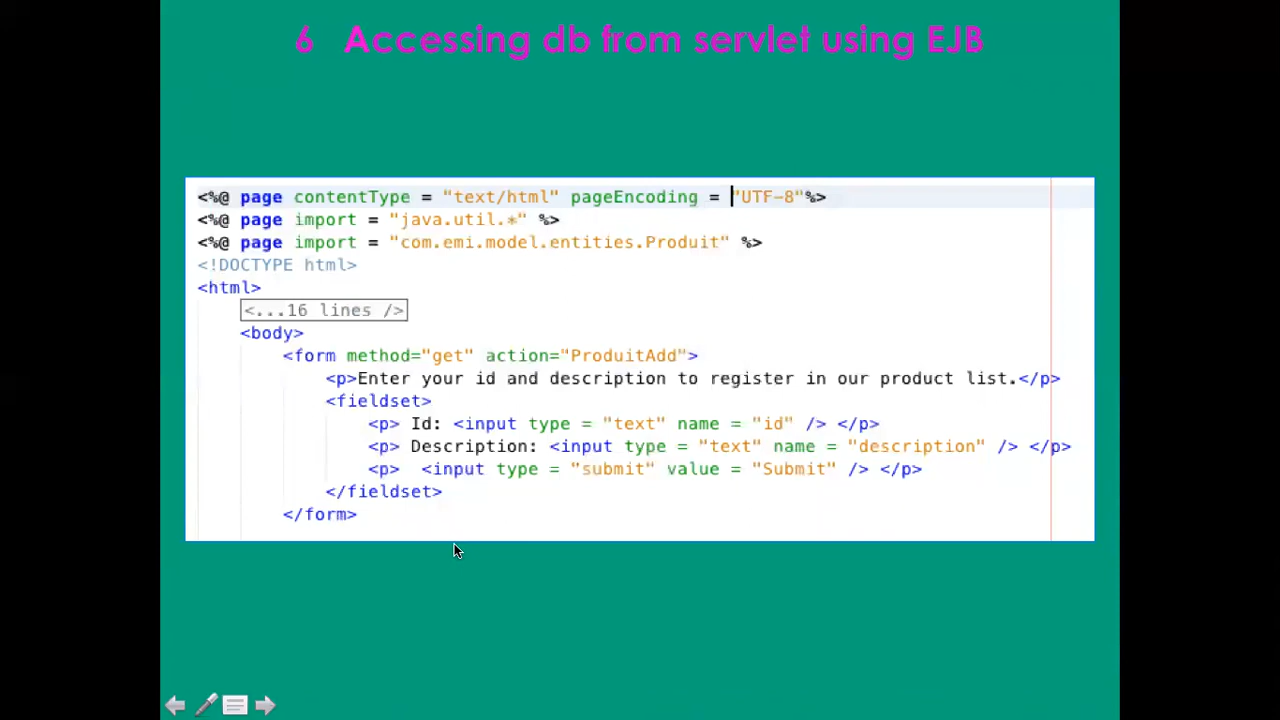 6 Accessing db from servlet using EJB
<%@ page contentType = "text/html" pageEncoding = "UTF-8"%>
<%@ page import = "java.util.*" %>
<%@ page import = "com.emi.model.entities.Produit" %>
<!DOCTYPE html>
<html>
<...16 lines />
<body>
<form method="get" action="ProduitAdd">
<p>Enter your id and description to register in our product list.</p>
<fieldset>
<p> Id: <input type = "text" name = "id" /> </p>
<p> Description: <input type = "text" name = "description" /> </p>
<p>  <input type = "submit" value = "Submit" /> </p>
</fieldset>
</form>